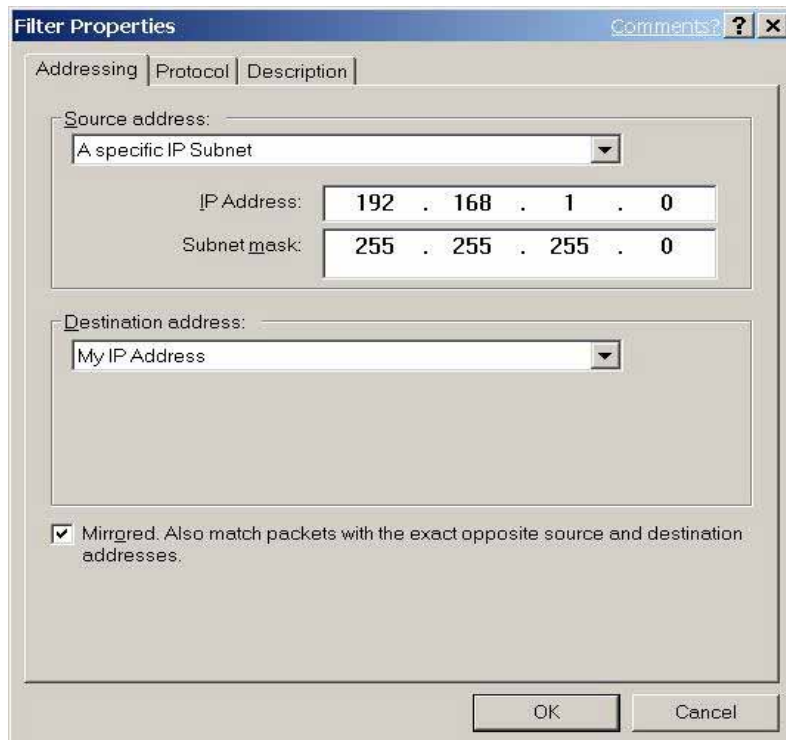 Filter Properties Comments? ? ×
Addressing Protocol Description
Source address:
A specific IP Subnet
IP Address: 192 . 168 . 1 . 0
Subnet mask: 255 . 255 . 255 . 0
Destination address:
My IP Address
Mirrored. Also match packets with the exact opposite source and destination
addresses.
OK Cancel